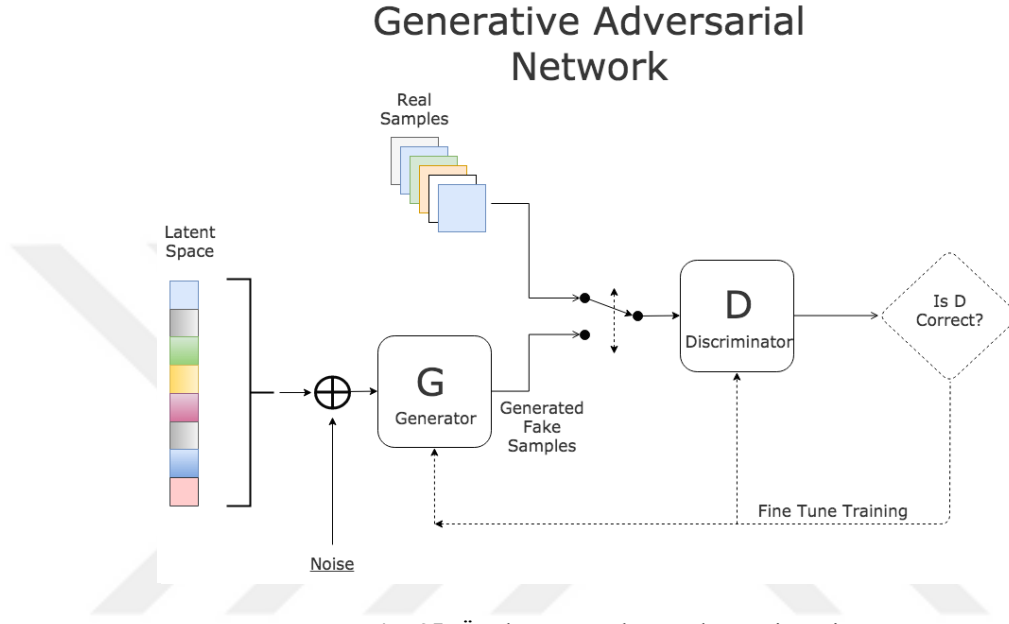 Generative Adversarial
Network
Real
Samples
Latent
Space
G
Generator
Noise
Generated
Fake
Samples
D
Discriminator
Is D
Correct?
Fine Tune Training